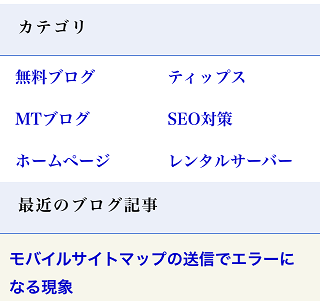 カテゴリ
無料ブログ ティップス
MTブログ SEO対策
ホームページ レンタルサーバー
最近のブログ記事
モバイルサイトマップの送信でエラーに
なる現象